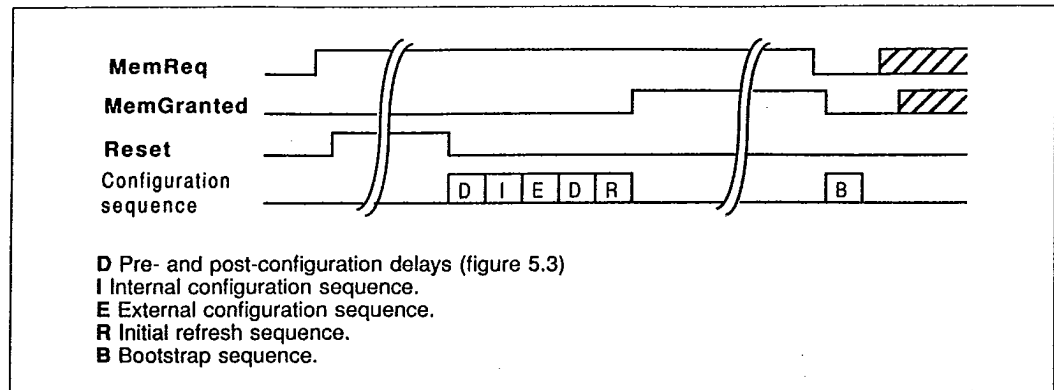 MemReq
MemGranted
Reset
Configuration
sequence
D I E D R B
D Pre- and post-configuration delays (figure 5.3)
I Internal configuration sequence.
E External configuration sequence.
R Initial refresh sequence.
B Bootstrap sequence.